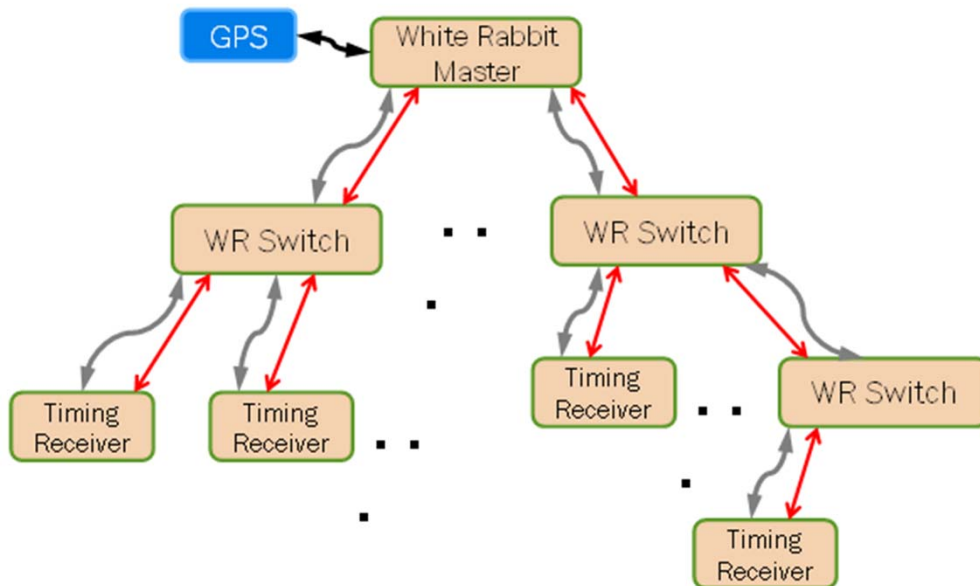 GPS
White Rabbit
Master
WR Switch
WR Switch
Timing
Receiver
Timing
Receiver
Timing
Receiver
WR Switch
Timing
Receiver